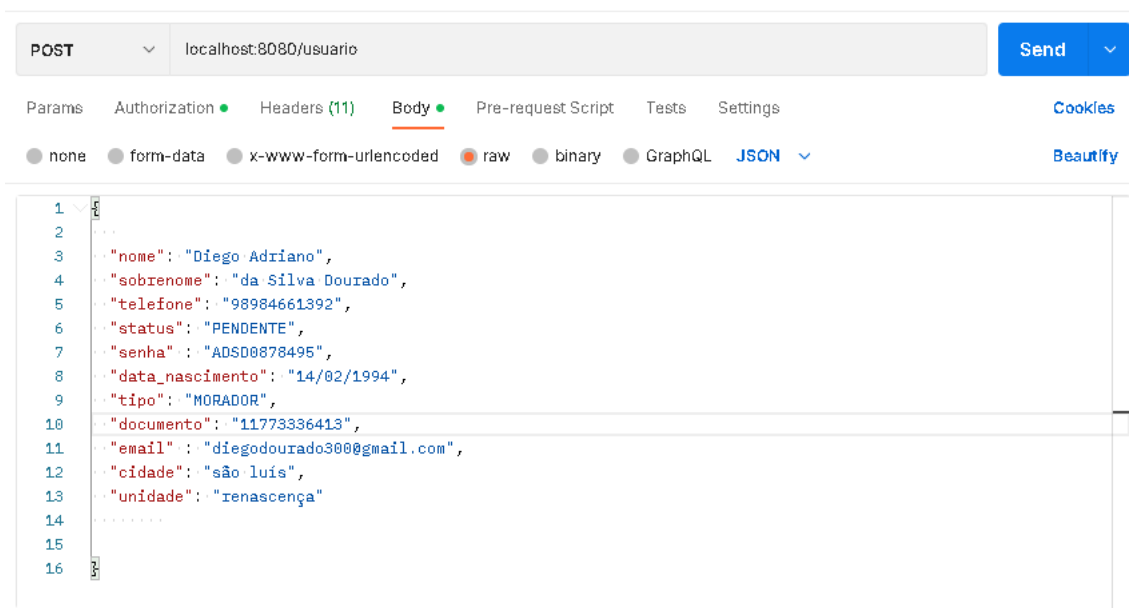 POST localhost:8080/usuario Send
Params Authorization Headers (11) Body Pre-request Script Tests Settings Cookies
none form-data x-www-form-urlencoded raw binary GraphQL JSON Beautify
1 {
2
3 "nome": "Diego Adriano",
4 "sobrenome": "da Silva Dourado",
5 "telefone": "98984661392",
6 "status": "PENDENTE",
7 "senha" : "ADSD0878495",
8 "data_nascimento": "14/02/1994",
9 "tipo": "MORADOR",
10 "documento": "11773336413",
11 "email" : "diegodourado300@gmail.com",
12 "cidade": "são luís",
13 "unidade": "renascença"
14
15
16 }